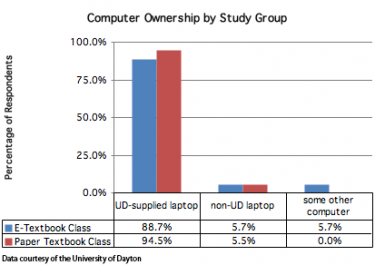 Computer Ownership by Study Group
Percentage of Respondents
100.0%
75.0%
50.0%
25.0%
0.0%
UD-supplied laptop non-UD laptop some other
computer
E-Textbook Class 88.7% 5.7% 5.7%
Paper Textbook Class 94.5% 5.5% 0.0%
Data courtesy of the University of Dayton